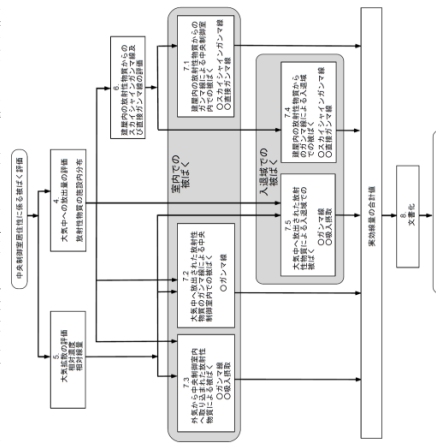 中央制御室居住性に係る被ばく評価
4.
大気中への放出量の評価
放射性物質の施設内分布
5.
大気拡散の評価
相対濃度
相対線量
6.
建屋内の放射性物質からの
スカイシャインガンマ線及
び直接ガンマ線の評価
室内での
被ばく
7.1
建屋内の放射性物質からの
ガンマ線による中央制御室
内での被ばく
○スカイシャインガンマ線
○直接ガンマ線
7.2
大気中へ放出された放射性
物質のガンマ線による中央
制御室内での被ばく
○ガンマ線
7.3
外気から中央制御室内
へ取り込まれた放射性
物質による被ばく
○ガンマ線
○吸入摂取
入退域での
被ばく
7.4
建屋内の放射性物質から
のガンマ線による入退域
での被ばく
○スカイシャインガンマ線
○直接ガンマ線
7.5
大気中へ放出された放射
性物質による入退域での
被ばく
○ガンマ線
○吸入摂取
実効線量の合計値
8.
文書化